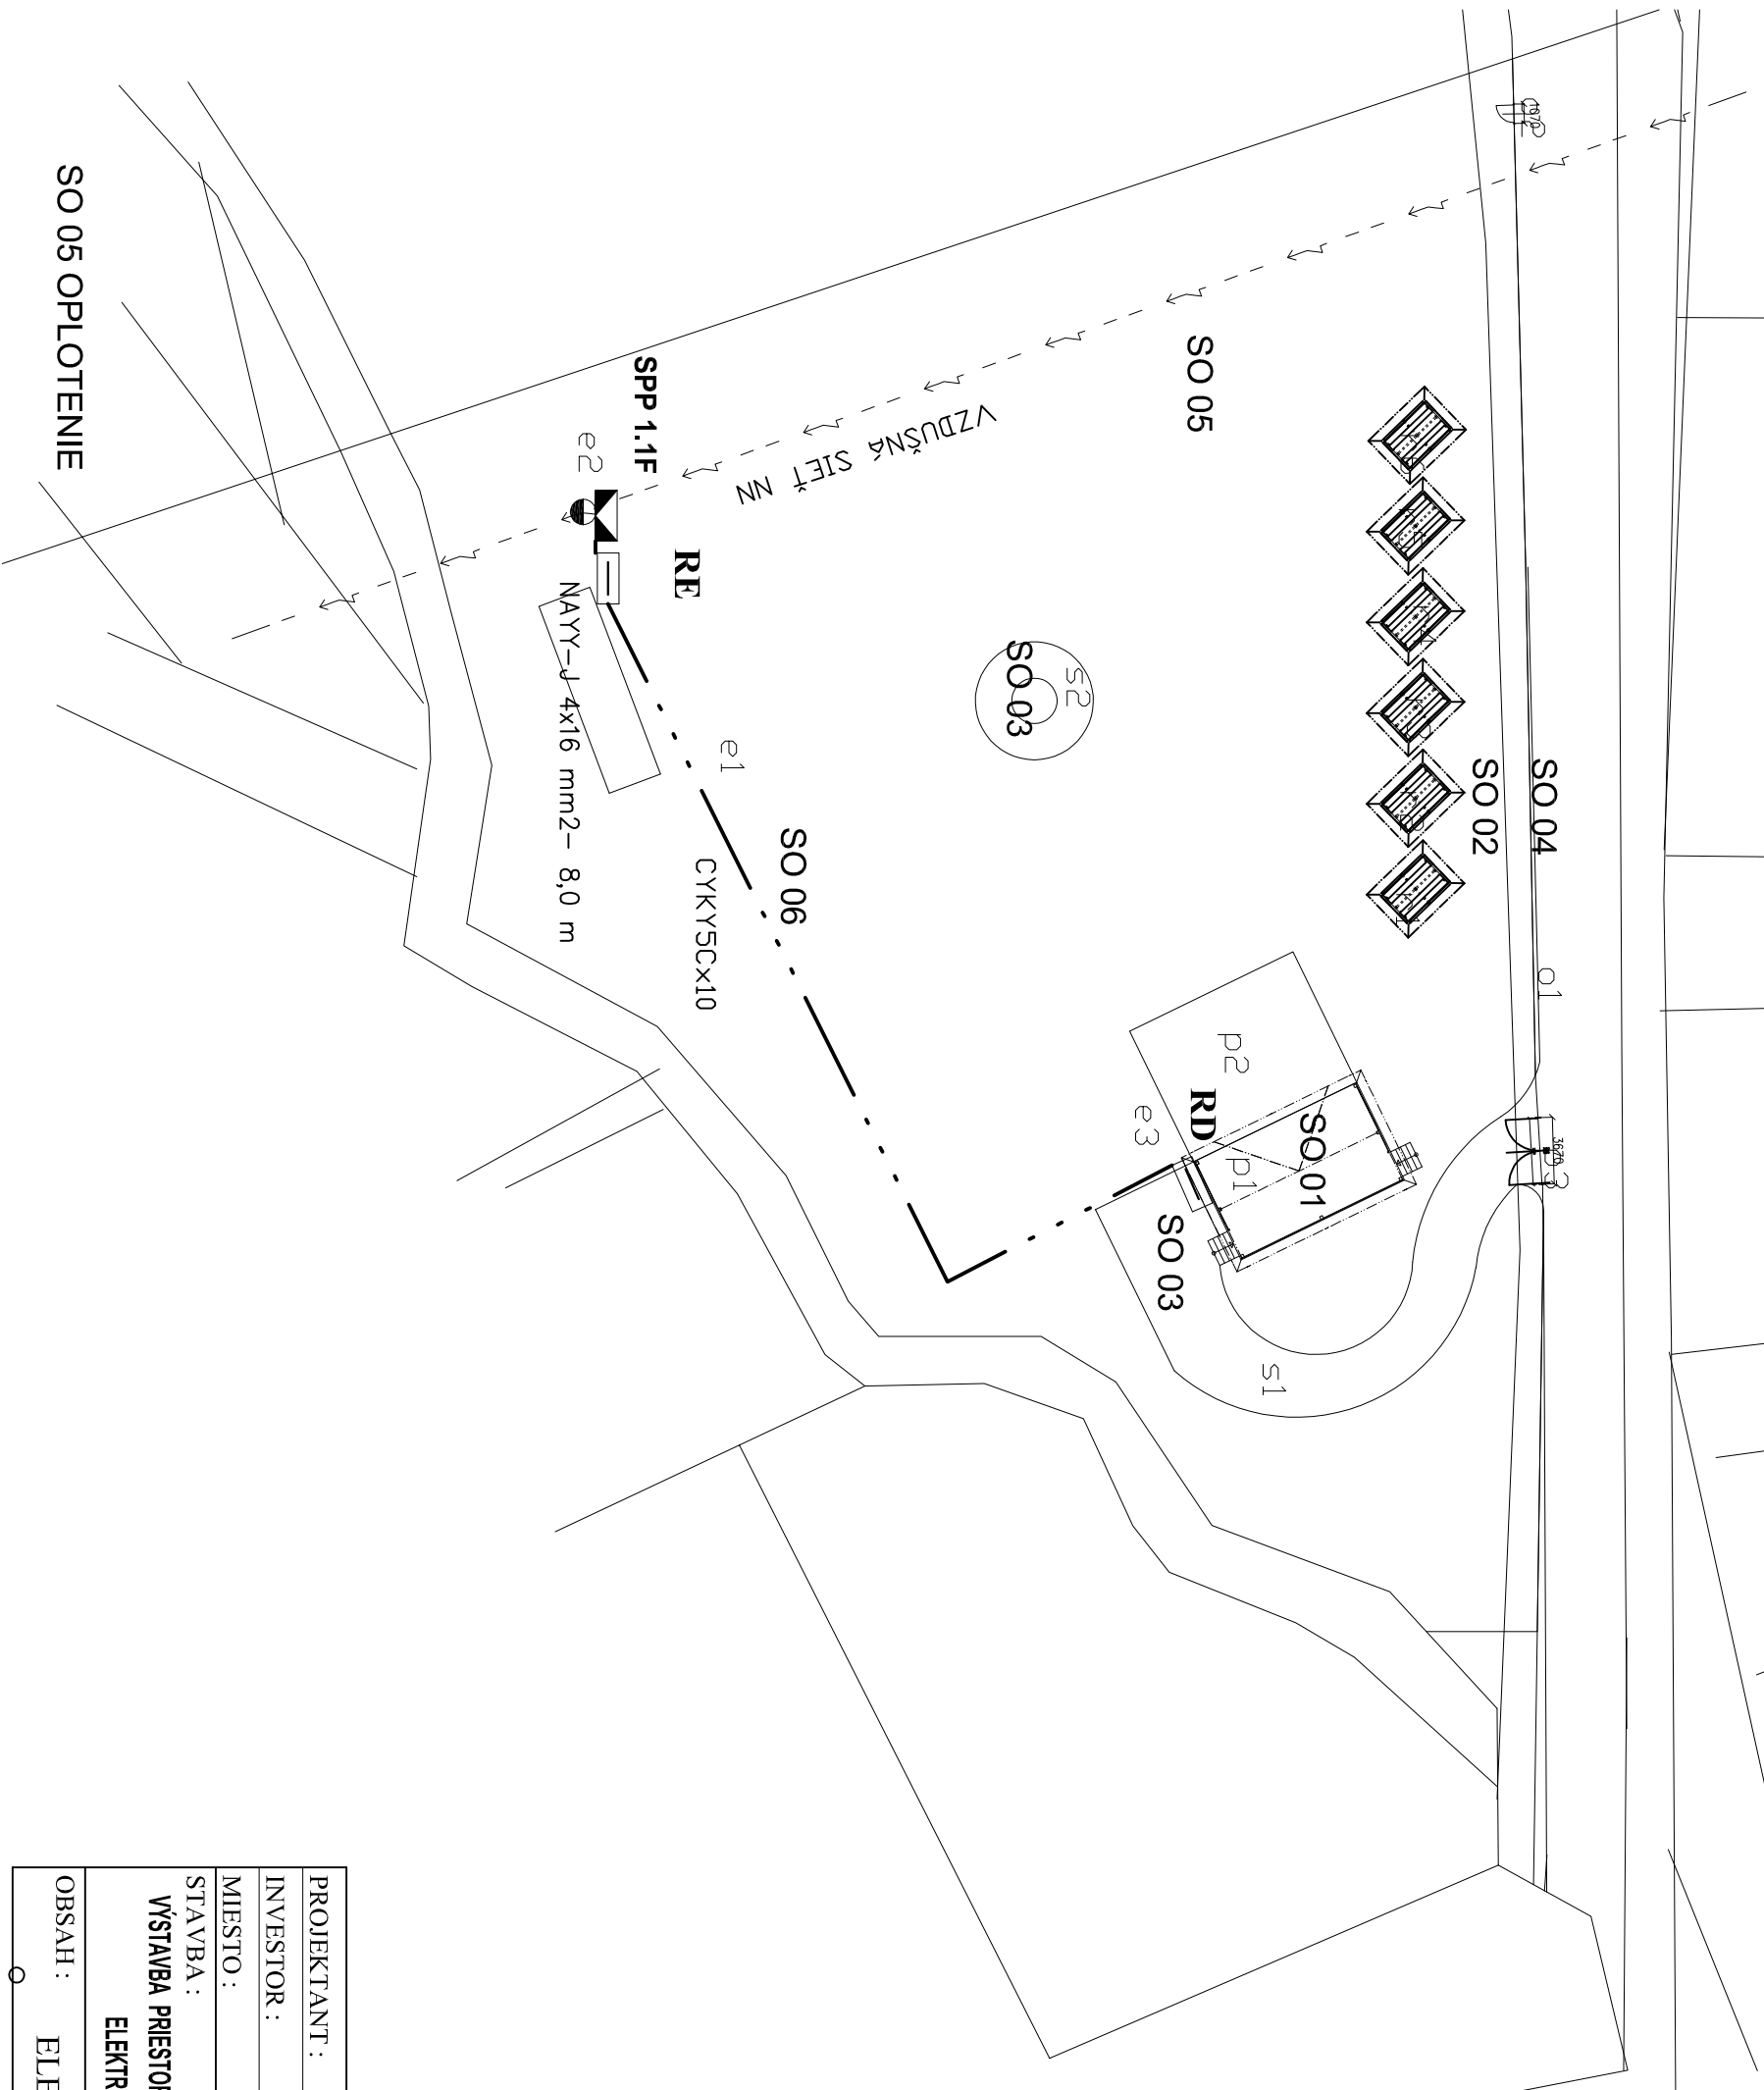 SO 04
SO 02
o1
3670
1070
SO 05
VZDUŠNÁ SIEŤ NN
SO 03
s2
SO 01
p2
RD
p1
e3
SO 03
s1
SO 06
e1
CYKY5Cx10
RE
SPP 1.1F
e2
NAYY-J 4x16 mm2- 8,0 m
SO 05 OPLOTENIE
PROJEKTANT :
INVESTOR :
MIESTO :
STAVBA :
VÝSTAVBA PRIESTOR
ELEKTR
OBSAH :